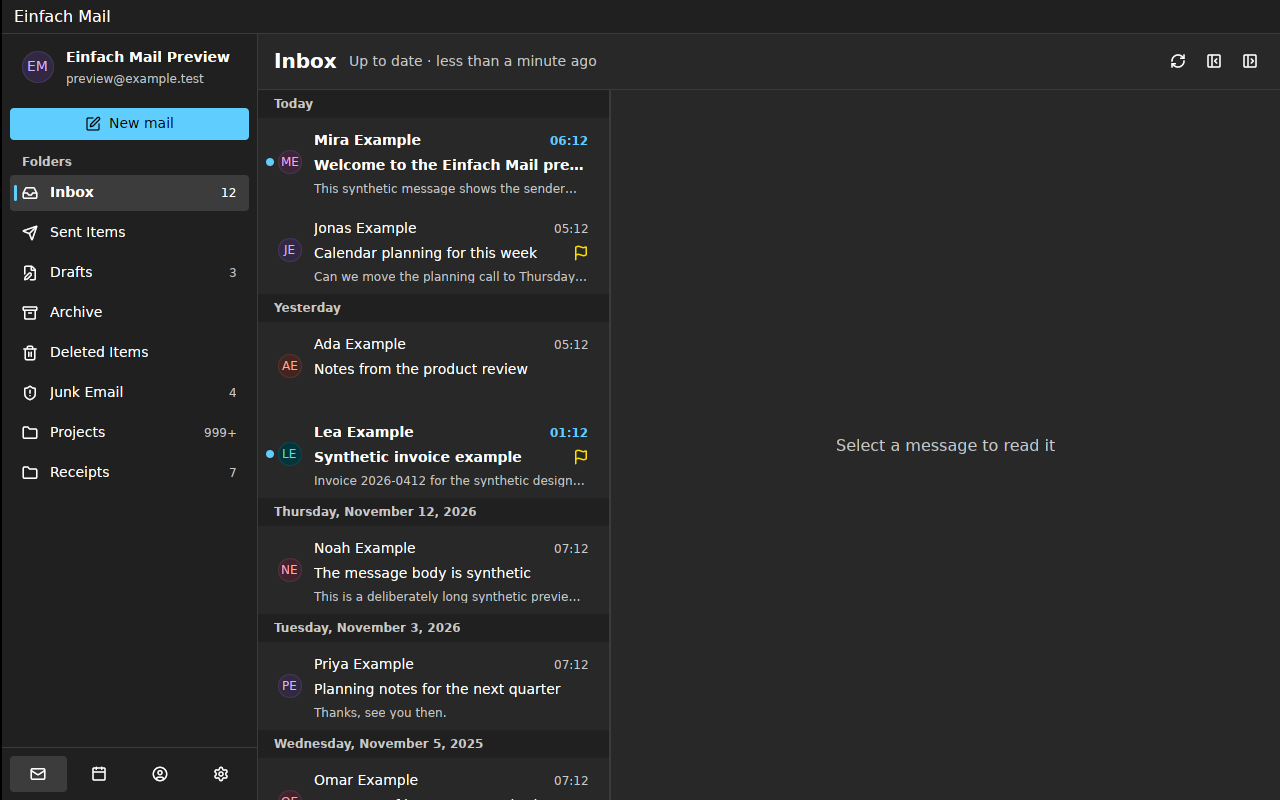 Einfach Mail
EM
Einfach Mail Preview
preview@example.test
New mail
Folders
Inbox 12
Sent Items
Drafts 3
Archive
Deleted Items
Junk Email 4
Projects 999+
Receipts 7
Inbox Up to date · less than a minute ago
Today
ME
Mira Example 06:12
Welcome to the Einfach Mail pre...
This synthetic message shows the sender...
JE
Jonas Example 05:12
Calendar planning for this week
Can we move the planning call to Thursday...
Yesterday
AE
Ada Example 05:12
Notes from the product review
LE
Lea Example 01:12
Synthetic invoice example
Invoice 2026-0412 for the synthetic design...
Thursday, November 12, 2026
NE
Noah Example 07:12
The message body is synthetic
This is a deliberately long synthetic previe...
Tuesday, November 3, 2026
PE
Priya Example 07:12
Planning notes for the next quarter
Thanks, see you then.
Wednesday, November 5, 2025
Omar Example 07:12
Select a message to read it